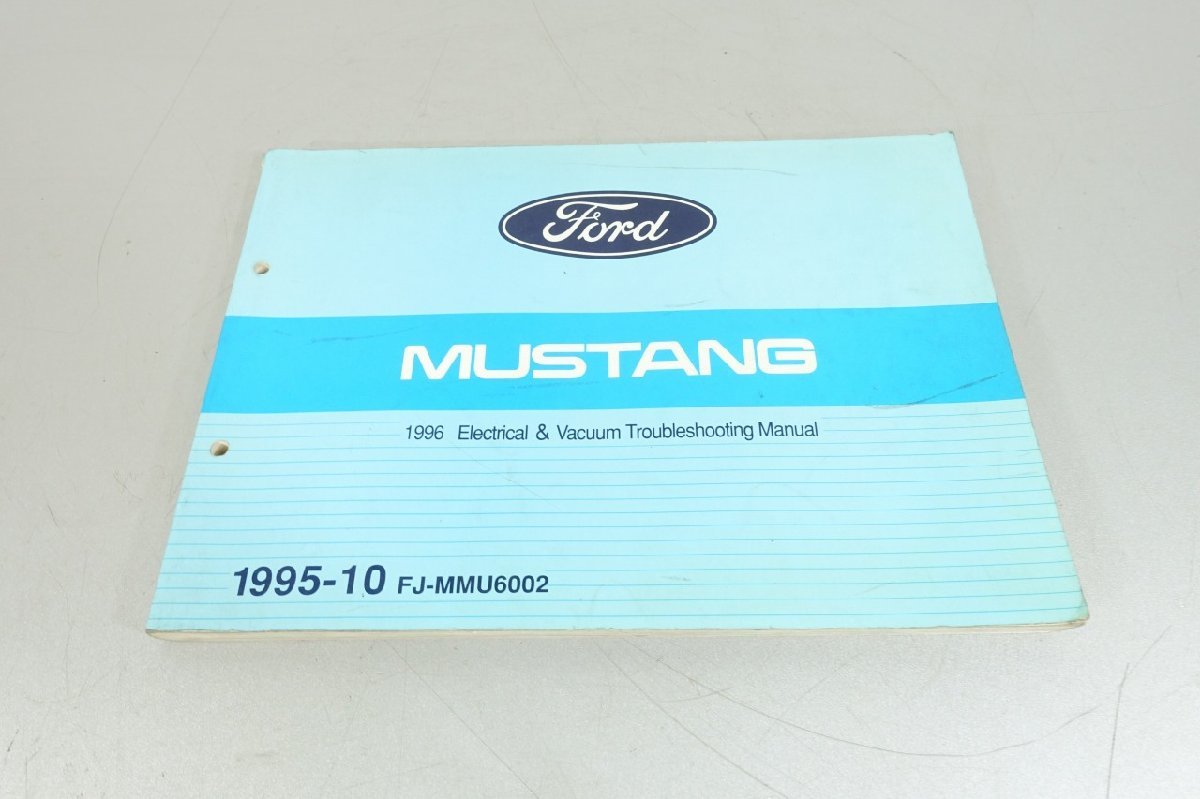 Ford
MUSTANG
1996 Electrical & Vacuum Troubleshooting Manual
1995-10 FJ-MMU6002